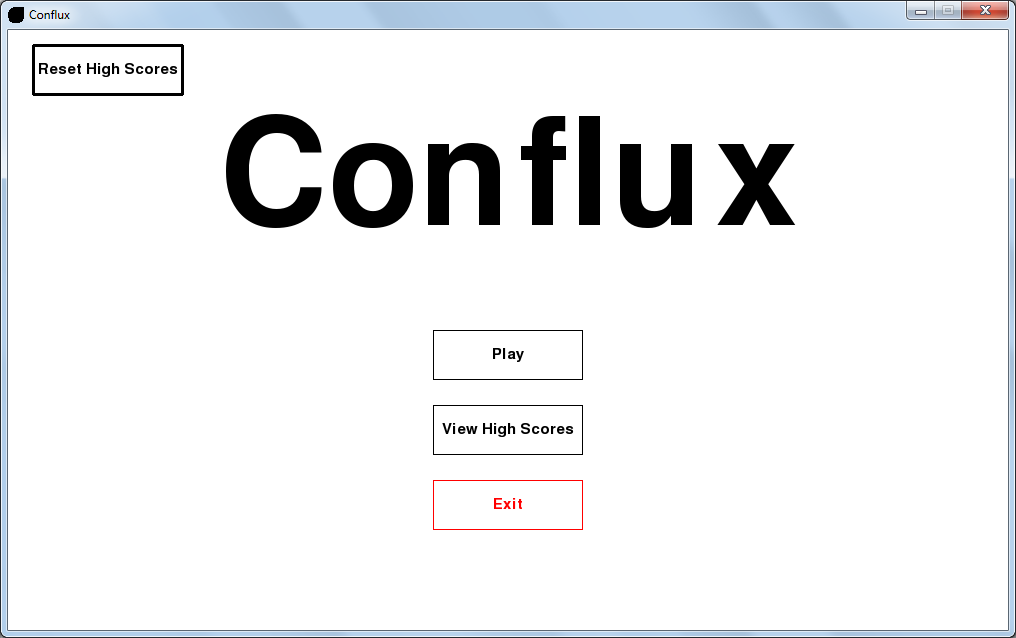 Conflux
Reset High Scores
Conflux
Play
View High Scores
Exit